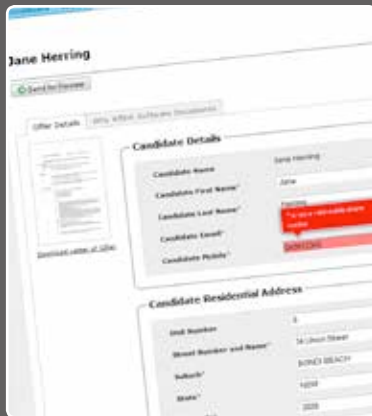 Jane Herring
Send for Review
Offer Details
Candidate Details
Candidate Name Jane Herring
Candidate First Name* Jane
Candidate Last Name* Herring
Candidate Email*
Candidate Mobile*
Download Letter of Offer
Candidate Residential Address
Unit Number
Street Number and Name*
Suburb* BONDI BEACH
State* NSW
2026